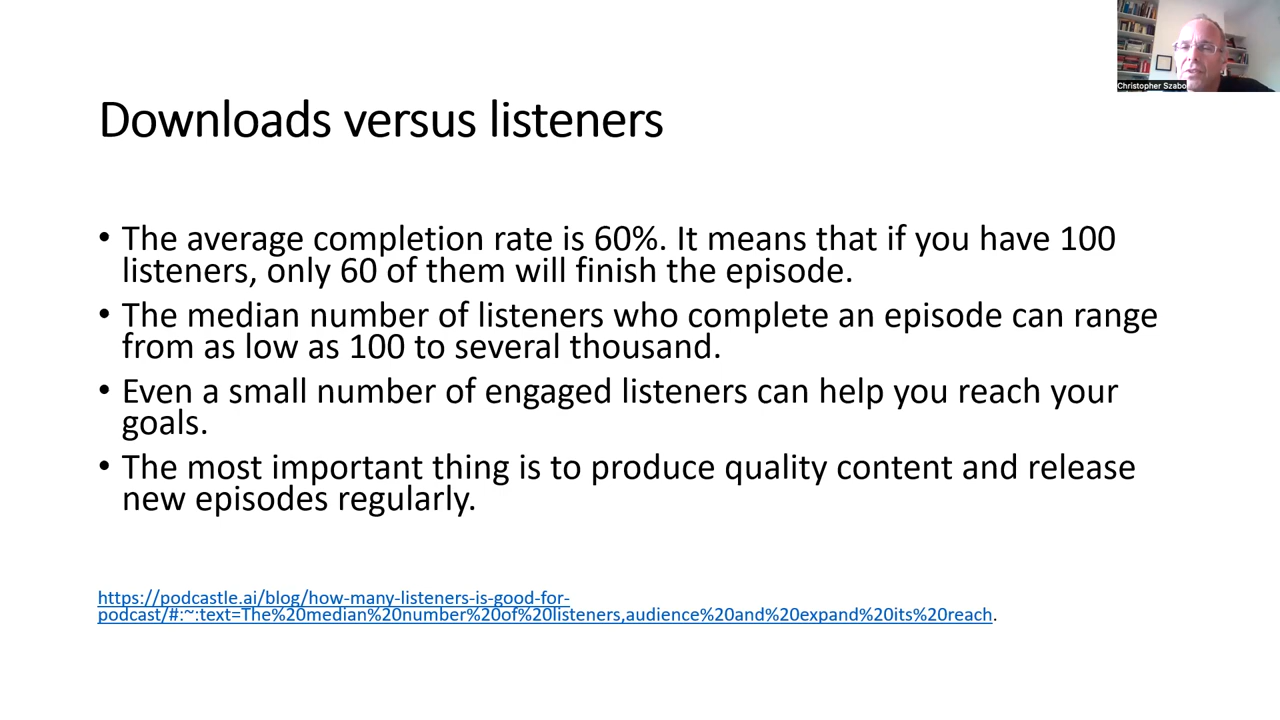 Christopher Szabo
Downloads versus listeners
• The average completion rate is 60%. It means that if you have 100
listeners, only 60 of them will finish the episode.
• The median number of listeners who complete an episode can range
from as low as 100 to several thousand.
• Even a small number of engaged listeners can help you reach your
goals.
• The most important thing is to produce quality content and release
new episodes regularly.
https://podcastle.ai/blog/how-many-listeners-is-good-for-
podcast/#:~:text=The%20median%20number%20of%20listeners,audience%20and%20expand%20its%20reach.